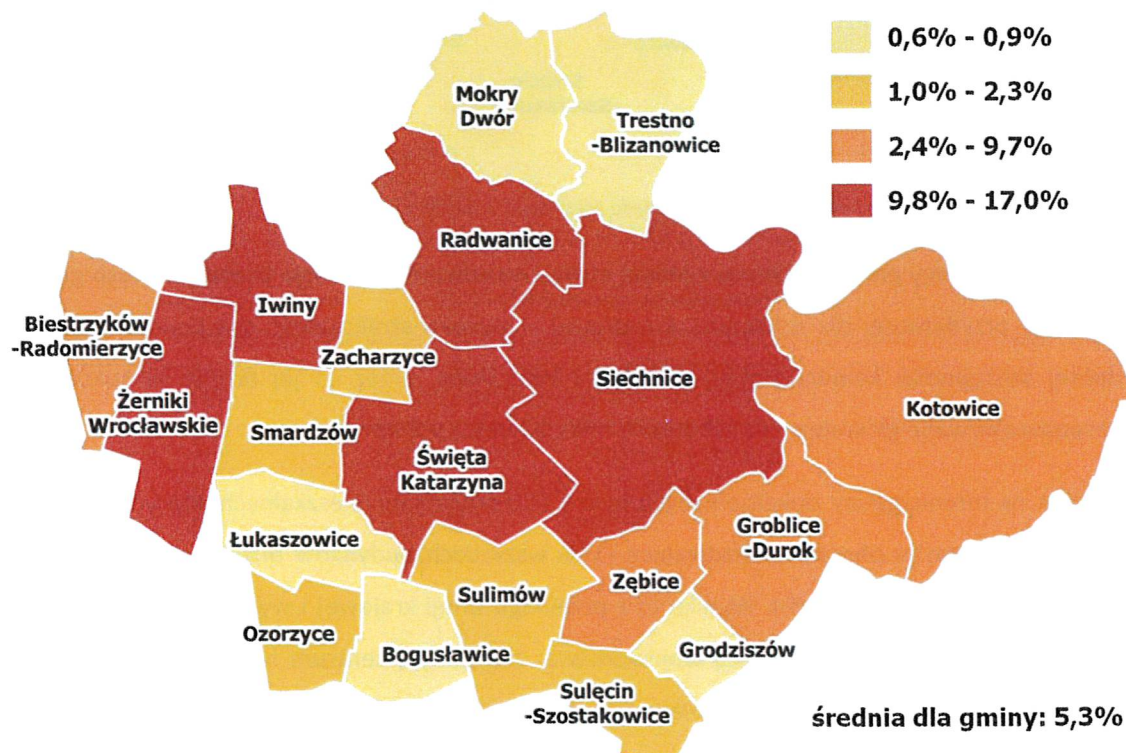 0,6% - 0,9%
1,0% - 2,3%
2,4% - 9,7%
9,8% - 17,0%
Mokry
Dwór
Trestno
-Blizanowice
Radwanice
Iwiny
Biestrzyków
-Radomierzyce
Zacharzyce
Siechnice
Żerniki
Wrocławskie
Kotowice
Smardzów
Święta
Katarzyna
Łukaszowice
Groblice
-Durok
Zębice
Sulimów
Ozorzyce
Bogusławice
Grodziszów
Sulęcin
-Szostakowice
średnia dla gminy: 5,3%